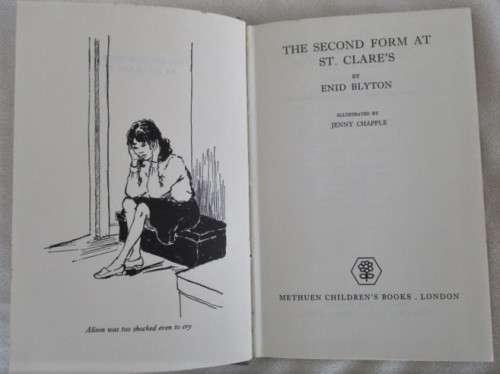 Alison was too shocked even to cry
THE SECOND FORM AT
ST. CLARE'S
BY
ENID BLYTON
ILLUSTRATED BY
JENNY CHAPPLE
METHUEN CHILDREN'S BOOKS . LONDON